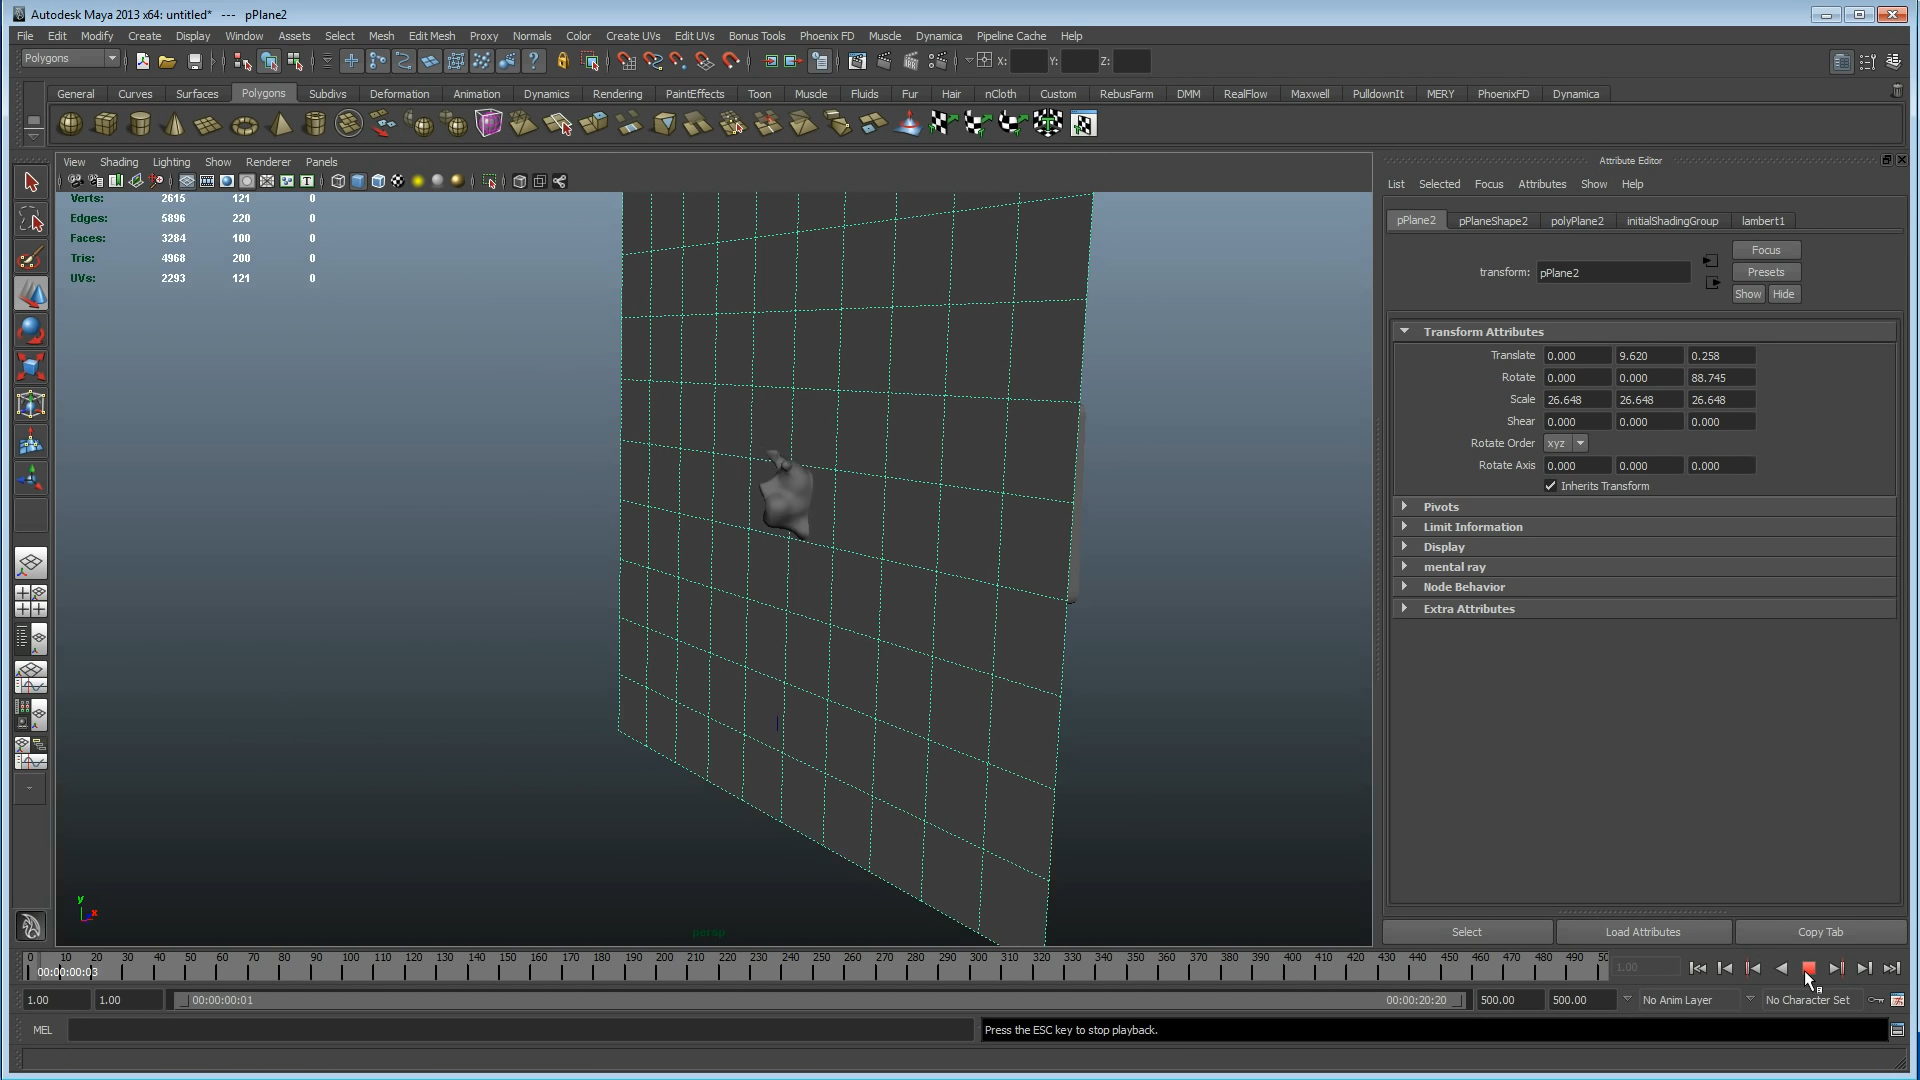 Autodesk Maya 2013 x64: untitled*   ---   pPlane2
File Edit Modify Create Display Window Assets Select Mesh Edit Mesh Proxy Normals Color Create UVs Edit UVs Bonus Tools Phoenix FD Muscle Dynamica Pipeline Cache Help
Polygons X: Y: Z:
General Curves Surfaces Polygons Subdivs Deformation Animation Dynamics Rendering PaintEffects Toon Muscle Fluids Fur Hair nCloth Custom RebusFarm DMM RealFlow Maxwell PulldownIt MERY PhoenixFD Dynamica
View Shading Lighting Show Renderer Panels
Verts: 2615 121 0
Edges: 5896 220 0
Faces: 3284 100 0
Tris: 4968 200 0
UVs: 2293 121 0
y
x
persp
Attribute Editor
List Selected Focus Attributes Show Help
pPlane2 pPlaneShape2 polyPlane2 initialShadingGroup lambert1
Focus
transform: pPlane2 Presets
Show Hide
Transform Attributes
Translate 0.000 9.620 0.258
Rotate 0.000 0.000 88.745
Scale 26.648 26.648 26.648
Shear 0.000 0.000 0.000
Rotate Order xyz
Rotate Axis 0.000 0.000 0.000
Inherits Transform
Pivots
Limit Information
Display
mental ray
Node Behavior
Extra Attributes
Select Load Attributes Copy Tab
0 10 20 30 40 50 60 70 80 90 100 110 120 130 140 150 160 170 180 190 200 210 220 230 240 250 260 270 280 290 300 310 320 330 340 350 360 370 380 390 400 410 420 430 440 450 460 470 480 490 50
00:00:00:03 1.00
1.00 1.00 00:00:00:01 00:00:20:20 500.00 500.00 No Anim Layer No Character Set
MEL Press the ESC key to stop playback.